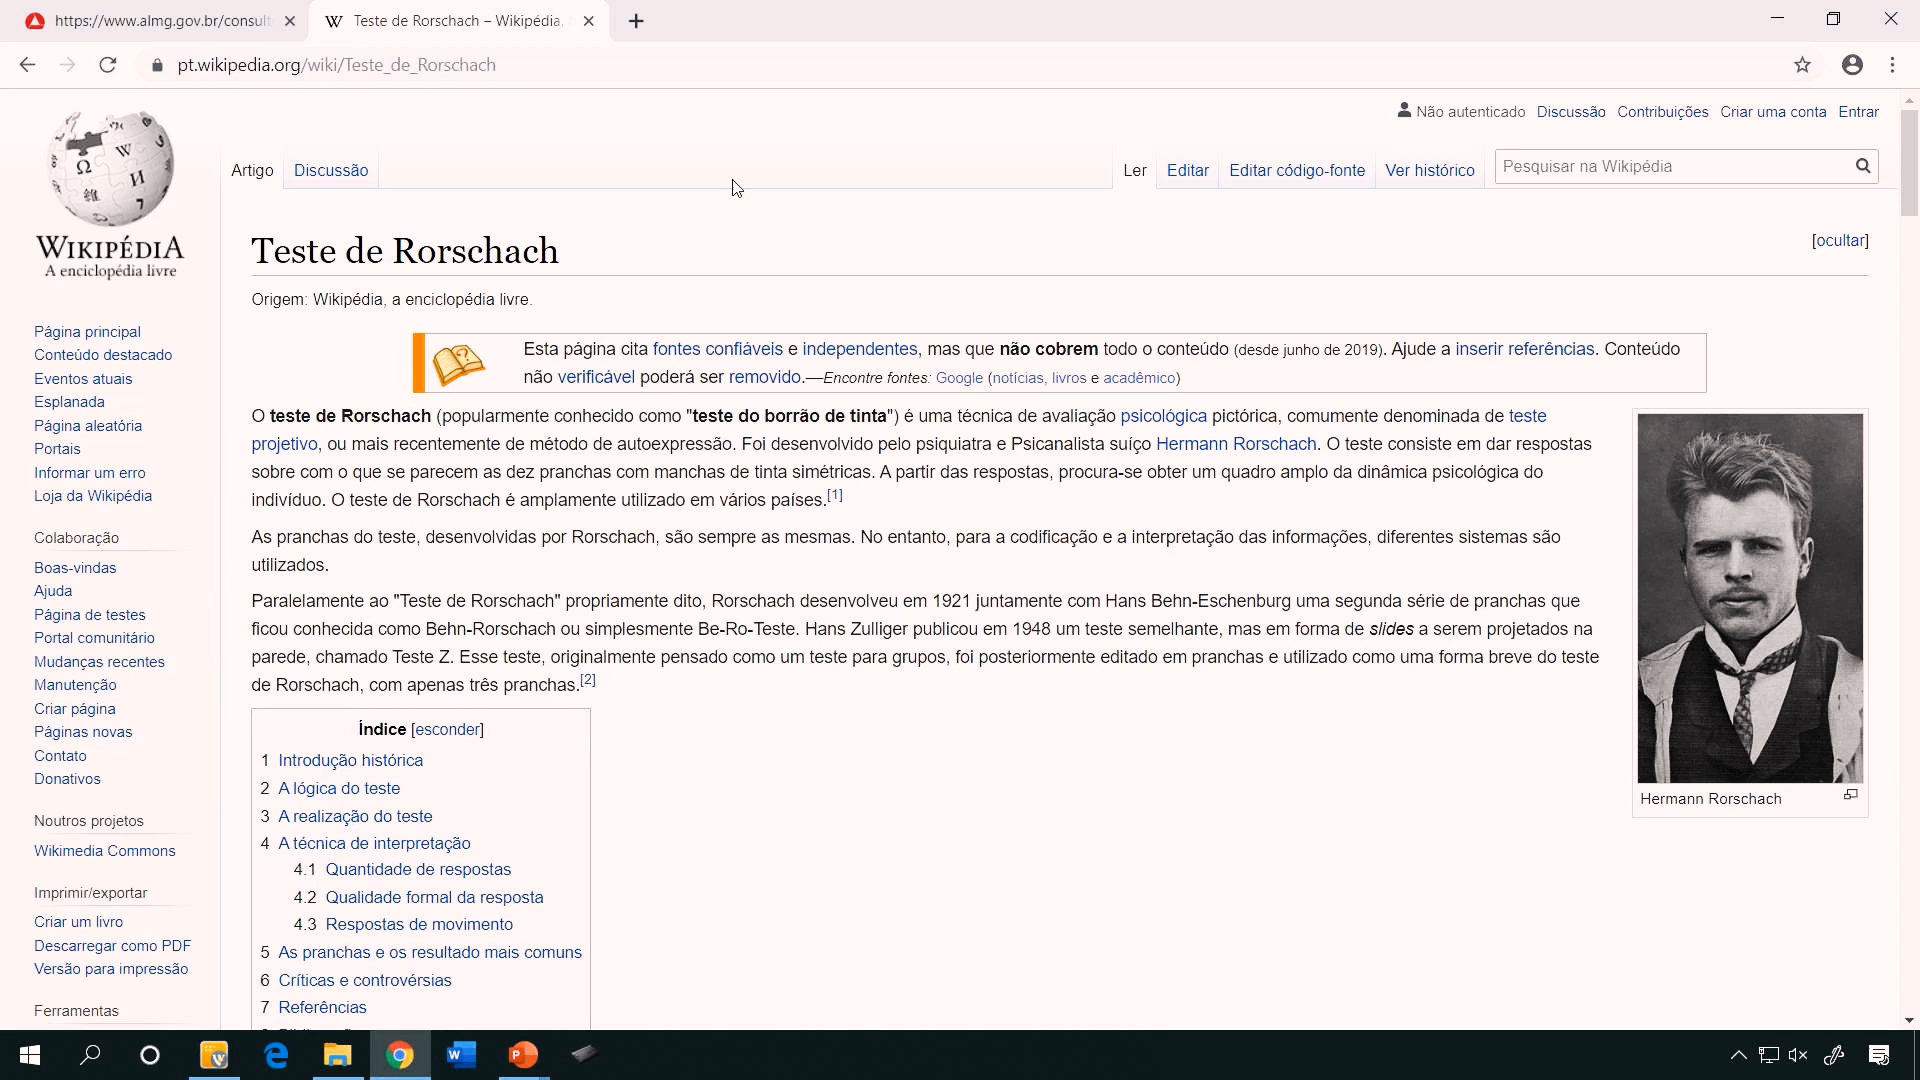 https://www.almg.gov.br/consult
Teste de Rorschach – Wikipédia,
pt.wikipedia.org/wiki/Teste_de_Rorschach
Não autenticado Discussão Contribuições Criar uma conta Entrar
Artigo Discussão Ler Editar Editar código-fonte Ver histórico Pesquisar na Wikipédia
WIKIPÉDIA
A enciclopédia livre
Página principal
Conteúdo destacado
Eventos atuais
Esplanada
Página aleatória
Portais
Informar um erro
Loja da Wikipédia
Colaboração
Boas-vindas
Ajuda
Página de testes
Portal comunitário
Mudanças recentes
Manutenção
Criar página
Páginas novas
Contato
Donativos
Noutros projetos
Wikimedia Commons
Imprimir/exportar
Criar um livro
Descarregar como PDF
Versão para impressão
Ferramentas
Teste de Rorschach
[ocultar]
Origem: Wikipédia, a enciclopédia livre.
Esta página cita fontes confiáveis e independentes, mas que não cobrem todo o conteúdo (desde junho de 2019). Ajude a inserir referências. Conteúdo
não verificável poderá ser removido.—Encontre fontes: Google (notícias, livros e acadêmico)
O teste de Rorschach (popularmente conhecido como "teste do borrão de tinta") é uma técnica de avaliação psicológica pictórica, comumente denominada de teste
projetivo, ou mais recentemente de método de autoexpressão. Foi desenvolvido pelo psiquiatra e Psicanalista suíço Hermann Rorschach. O teste consiste em dar respostas
sobre com o que se parecem as dez pranchas com manchas de tinta simétricas. A partir das respostas, procura-se obter um quadro amplo da dinâmica psicológica do
indivíduo. O teste de Rorschach é amplamente utilizado em vários países.[1]
As pranchas do teste, desenvolvidas por Rorschach, são sempre as mesmas. No entanto, para a codificação e a interpretação das informações, diferentes sistemas são
utilizados.
Paralelamente ao "Teste de Rorschach" propriamente dito, Rorschach desenvolveu em 1921 juntamente com Hans Behn-Eschenburg uma segunda série de pranchas que
ficou conhecida como Behn-Rorschach ou simplesmente Be-Ro-Teste. Hans Zulliger publicou em 1948 um teste semelhante, mas em forma de slides a serem projetados na
parede, chamado Teste Z. Esse teste, originalmente pensado como um teste para grupos, foi posteriormente editado em pranchas e utilizado como uma forma breve do teste
de Rorschach, com apenas três pranchas.[2]
Hermann Rorschach
Índice [esconder]
1 Introdução histórica
2 A lógica do teste
3 A realização do teste
4 A técnica de interpretação
4.1 Quantidade de respostas
4.2 Qualidade formal da resposta
4.3 Respostas de movimento
5 As pranchas e os resultado mais comuns
6 Críticas e controvérsias
7 Referências